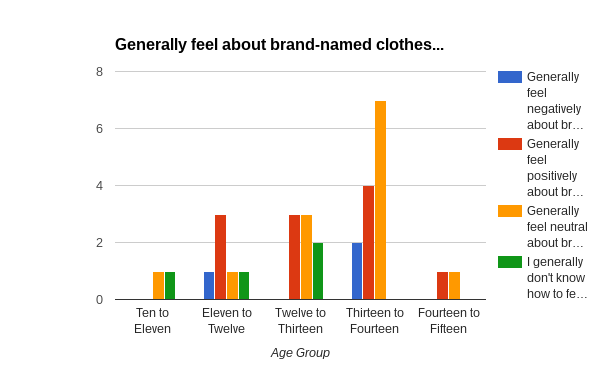 Generally feel about brand-named clothes...
8
6
4
2
0
Ten to
Eleven
Eleven to
Twelve
Twelve to
Thirteen
Thirteen to
Fourteen
Fourteen to
Fifteen
Age Group
Generally
feel
negatively
about br…
Generally
feel
positively
about br…
Generally
feel neutral
about br…
I generally
don't know
how to fe…